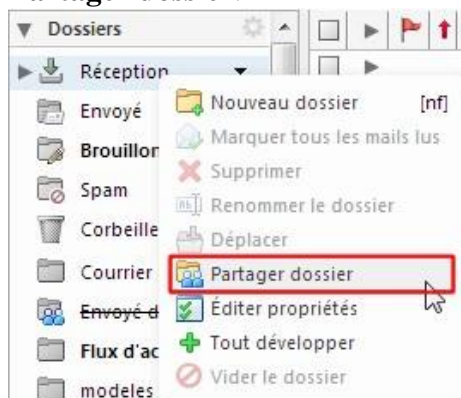 Dossiers
Réception
Nouveau dossier [nf]
Envoyé
Marquer tous les mails lus
Brouillon
Supprimer
Spam
Renommer le dossier
Corbeille
Déplacer
Courrier
Partager dossier
Envoyé d
Éditer propriétés
Flux d'ac
Tout développer
modeles
Vider le dossier